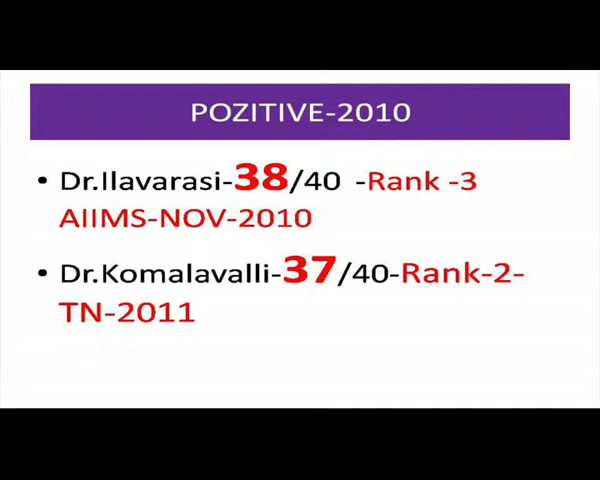 POZITIVE-2010
• Dr.Ilavarasi-38/40 -Rank -3
AIIMS-NOV-2010
• Dr.Komalavalli-37/40-Rank-2-
TN-2011